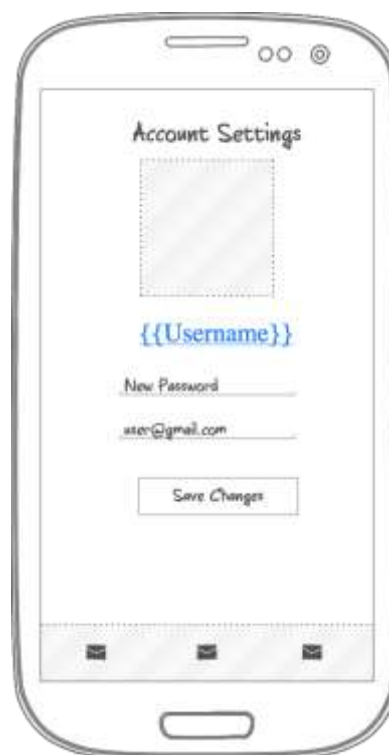 Account Settings
{{Username}}
New Password
user@gmail.com
Save Changes